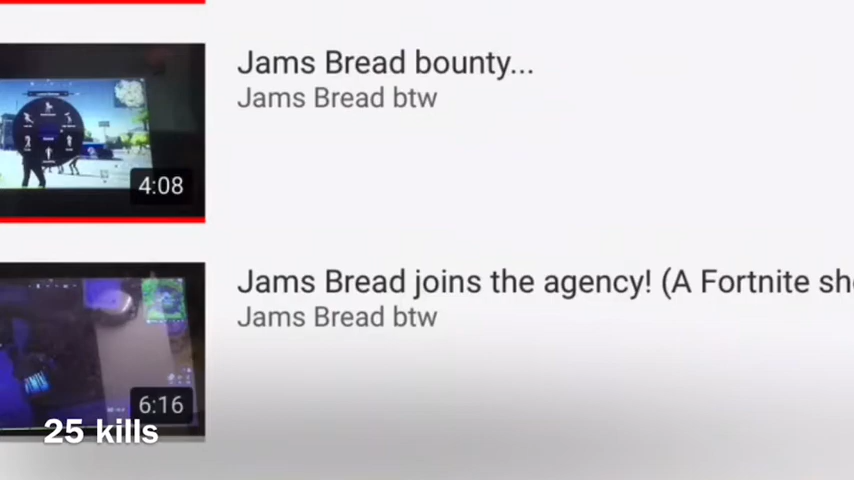 Jams Bread bounty...
Jams Bread btw
4:08
Jams Bread joins the agency! (A Fortnite sh
Jams Bread btw
6:16
25 kills